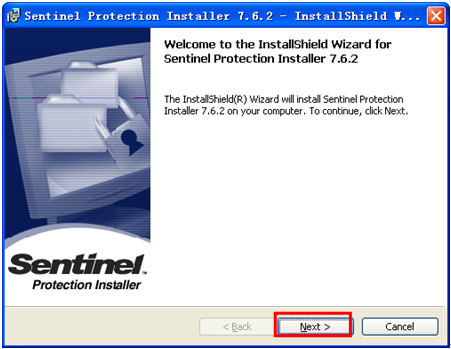 Sentinel Protection Installer 7.6.2 - InstallShield W...
Welcome to the InstallShield Wizard for
Sentinel Protection Installer 7.6.2
The InstallShield(R) Wizard will install Sentinel Protection
Installer 7.6.2 on your computer. To continue, click Next.
Sentinel™
Protection Installer
< Back
Next >
Cancel